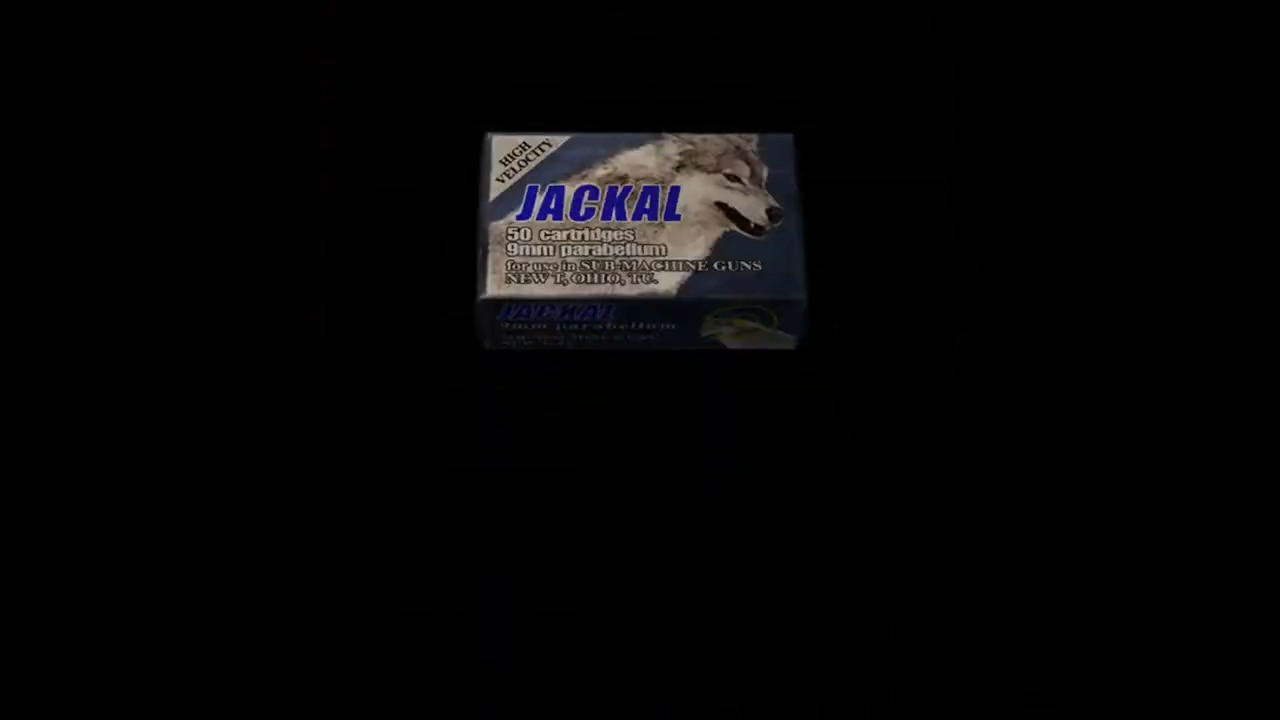 HIGH
VELOCITY
JACKAL
50 cartridges
9mm parabellum
for use in SUB-MACHINE GUNS
NEW T, OHIO, TC.
JACKAL
9mm parabellum